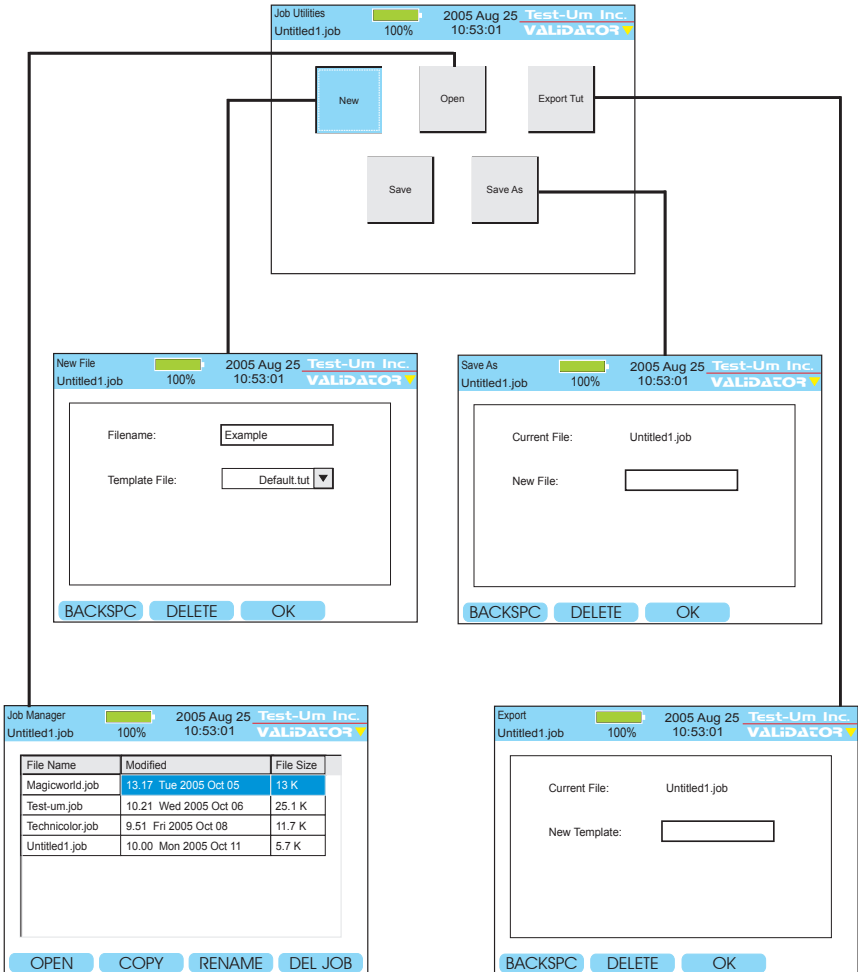 Job Utilities 2005 Aug 25 Test-Um Inc.
Untitled1.job 100% 10:53:01 VALIDATOR
New
Open
Export Tut
Save
Save As
New File 2005 Aug 25 Test-Um Inc.
Untitled1.job 100% 10:53:01 VALIDATOR
Filename: Example
Template File: Default.tut
BACKSPC DELETE OK
Save As 2005 Aug 25 Test-Um Inc.
Untitled1.job 100% 10:53:01 VALIDATOR
Current File: Untitled1.job
New File:
BACKSPC DELETE OK
Job Manager 2005 Aug 25 Test-Um Inc.
Untitled1.job 100% 10:53:01 VALIDATOR
File Name Modified File Size
Magicworld.job 13.17 Tue 2005 Oct 05 13 K
Test-um.job 10.21 Wed 2005 Oct 06 25.1 K
Technicolor.job 9.51 Fri 2005 Oct 08 11.7 K
Untitled1.job 10.00 Mon 2005 Oct 11 5.7 K
OPEN COPY RENAME DEL JOB
Export 2005 Aug 25 Test-Um Inc.
Untitled1.job 100% 10:53:01 VALIDATOR
Current File: Untitled1.job
New Template:
BACKSPC DELETE OK